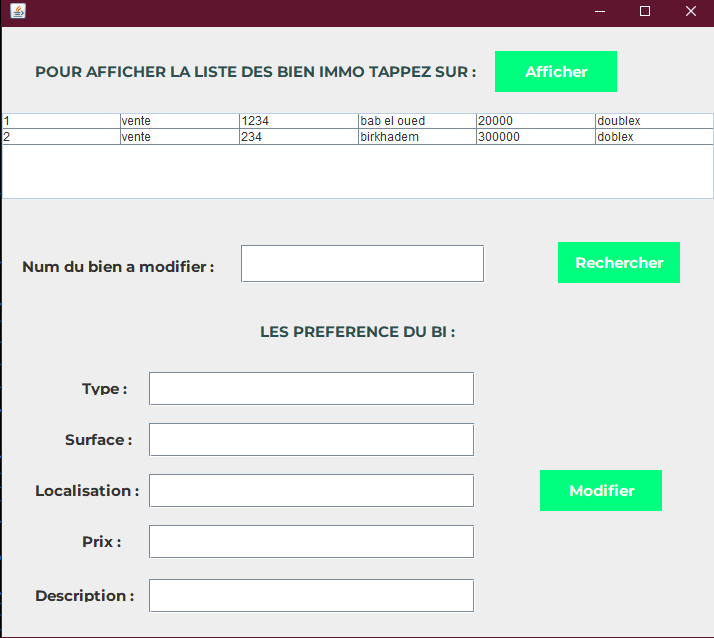 POUR AFFICHER LA LISTE DES BIEN IMMO TAPPEZ SUR : Afficher
1 vente 1234 bab el oued 20000 doublex
2 vente 234 birkhadem 300000 doblex
Num du bien a modifier : Rechercher
LES PREFERENCE DU BI :
Type :
Surface :
Localisation : Modifier
Prix :
Description :